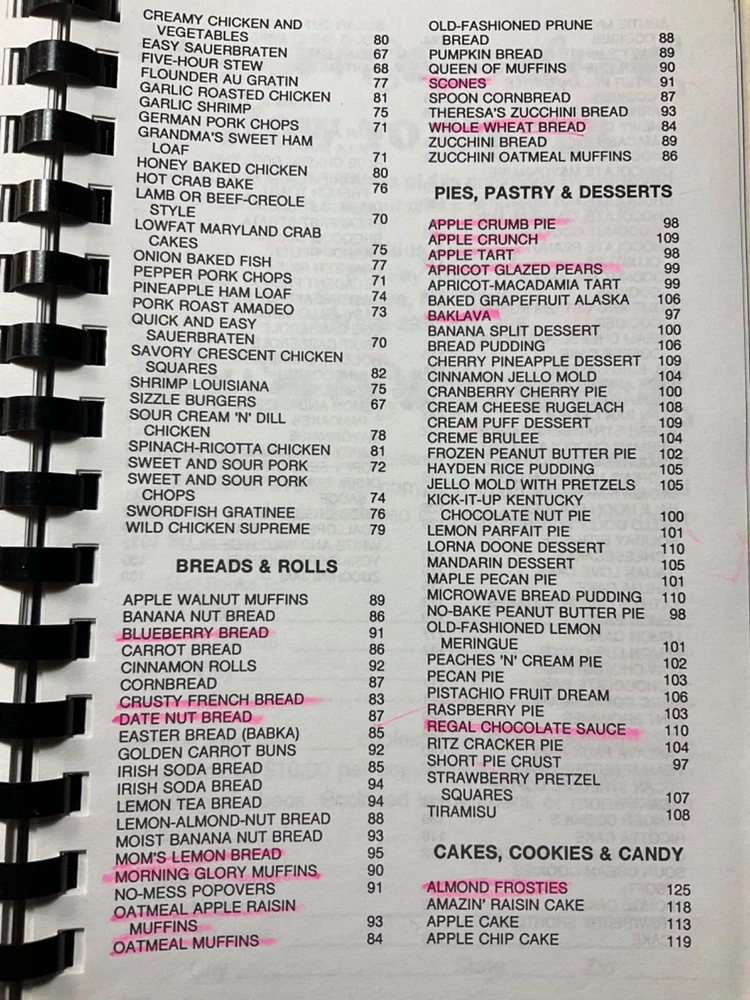 CREAMY CHICKEN AND
VEGETABLES 80
EASY SAUERBRATEN 67
FIVE-HOUR STEW 68
FLOUNDER AU GRATIN 77
GARLIC ROASTED CHICKEN 81
GARLIC SHRIMP 75
GERMAN PORK CHOPS 71
GRANDMA'S SWEET HAM
LOAF 71
HONEY BAKED CHICKEN 80
HOT CRAB BAKE 76
LAMB OR BEEF-CREOLE
STYLE 70
LOWFAT MARYLAND CRAB
CAKES 75
ONION BAKED FISH 77
PEPPER PORK CHOPS 71
PINEAPPLE HAM LOAF 74
PORK ROAST AMADEO 73
QUICK AND EASY
SAUERBRATEN 70
SAVORY CRESCENT CHICKEN
SQUARES 82
SHRIMP LOUISIANA 75
SIZZLE BURGERS 67
SOUR CREAM 'N' DILL
CHICKEN 78
SPINACH-RICOTTA CHICKEN 81
SWEET AND SOUR PORK 72
SWEET AND SOUR PORK
CHOPS 74
SWORDFISH GRATINEE 76
WILD CHICKEN SUPREME 79
BREADS & ROLLS
APPLE WALNUT MUFFINS 89
BANANA NUT BREAD 86
BLUEBERRY BREAD 91
CARROT BREAD 86
CINNAMON ROLLS 92
CORNBREAD 87
CRUSTY FRENCH BREAD 83
DATE NUT BREAD 87
EASTER BREAD (BABKA) 85
GOLDEN CARROT BUNS 92
IRISH SODA BREAD 85
IRISH SODA BREAD 94
LEMON TEA BREAD 94
LEMON-ALMOND-NUT BREAD 88
MOIST BANANA NUT BREAD 93
MOM'S LEMON BREAD 95
MORNING GLORY MUFFINS 90
NO-MESS POPOVERS 91
OATMEAL APPLE RAISIN
MUFFINS 93
OATMEAL MUFFINS 84
OLD-FASHIONED PRUNE
BREAD 88
PUMPKIN BREAD 89
QUEEN OF MUFFINS 90
SCONES 91
SPOON CORNBREAD 87
THERESA'S ZUCCHINI BREAD 93
WHOLE WHEAT BREAD 84
ZUCCHINI BREAD 89
ZUCCHINI OATMEAL MUFFINS 86
PIES, PASTRY & DESSERTS
APPLE CRUMB PIE 98
APPLE CRUNCH 109
APPLE TART 98
APRICOT GLAZED PEARS 99
APRICOT-MACADAMIA TART 99
BAKED GRAPEFRUIT ALASKA 106
BAKLAVA 97
BANANA SPLIT DESSERT 100
BREAD PUDDING 106
CHERRY PINEAPPLE DESSERT 109
CINNAMON JELLO MOLD 104
CRANBERRY CHERRY PIE 100
CREAM CHEESE RUGELACH 108
CREAM PUFF DESSERT 109
CREME BRULEE 104
FROZEN PEANUT BUTTER PIE 102
HAYDEN RICE PUDDING 105
JELLO MOLD WITH PRETZELS 105
KICK-IT-UP KENTUCKY
CHOCOLATE NUT PIE 100
LEMON PARFAIT PIE 101
LORNA DOONE DESSERT 110
MANDARIN DESSERT 105
MAPLE PECAN PIE 101
MICROWAVE BREAD PUDDING 110
NO-BAKE PEANUT BUTTER PIE 98
OLD-FASHIONED LEMON
MERINGUE 101
PEACHES 'N' CREAM PIE 102
PECAN PIE 103
PISTACHIO FRUIT DREAM 106
RASPBERRY PIE 103
REGAL CHOCOLATE SAUCE 110
RITZ CRACKER PIE 104
SHORT PIE CRUST 97
STRAWBERRY PRETZEL
SQUARES 107
TIRAMISU 108
CAKES, COOKIES & CANDY
ALMOND FROSTIES 125
AMAZIN' RAISIN CAKE 118
APPLE CAKE 113
APPLE CHIP CAKE 119